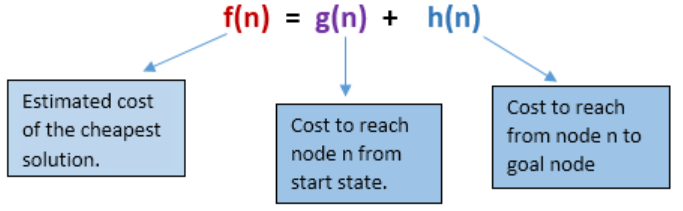 f(n) = g(n) + h(n)
Estimated cost
of the cheapest
solution.
Cost to reach
node n from
start state.
Cost to reach
from node n to
goal node